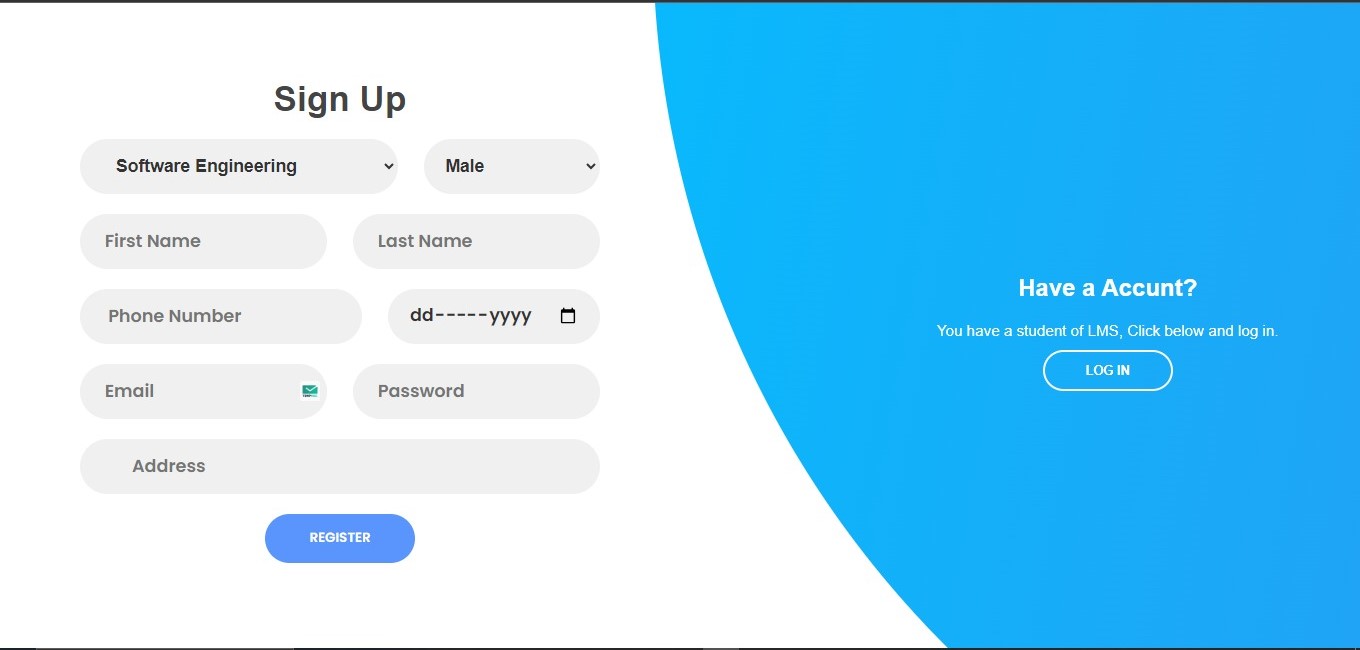 Sign Up
Software Engineering
Male
First Name
Last Name
Phone Number
dd-----yyyy
Email
Password
Address
REGISTER
Have a Accunt?
You have a student of LMS, Click below and log in.
LOG IN